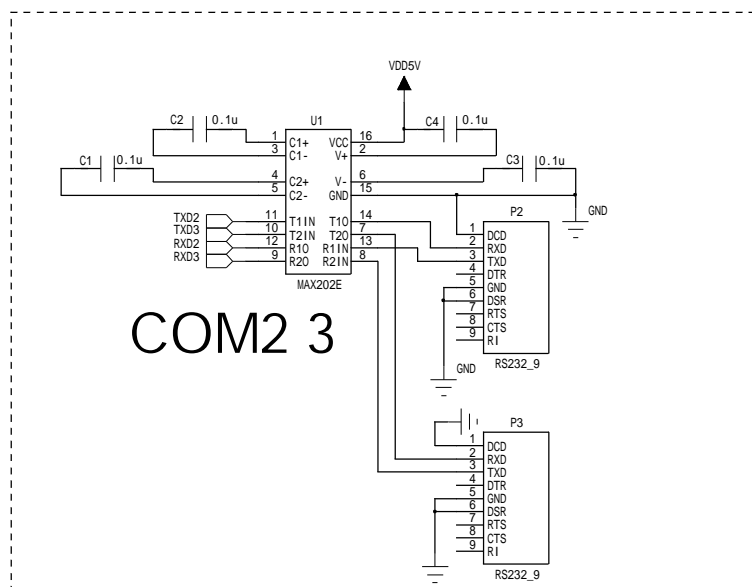 VDD5V
C2 0.1u
U1
C4 0.1u
1 C1+ VCC 16
3 C1- V+ 2
C1 0.1u
C3 0.1u
4 C2+ V- 6
5 C2- GND 15
GND
TXD2 11 T1IN T1O 14
TXD3 10 T2IN T2O 7
RXD2 12 R1O R1IN 13
RXD3 9 R2O R2IN 8
MAX202E
COM2 3
P2
1 DCD
2 RXD
3 TXD
4 DTR
5 GND
6 DSR
7 RTS
8 CTS
9 RI
RS232_9
GND
P3
1 DCD
2 RXD
3 TXD
4 DTR
5 GND
6 DSR
7 RTS
8 CTS
9 RI
RS232_9